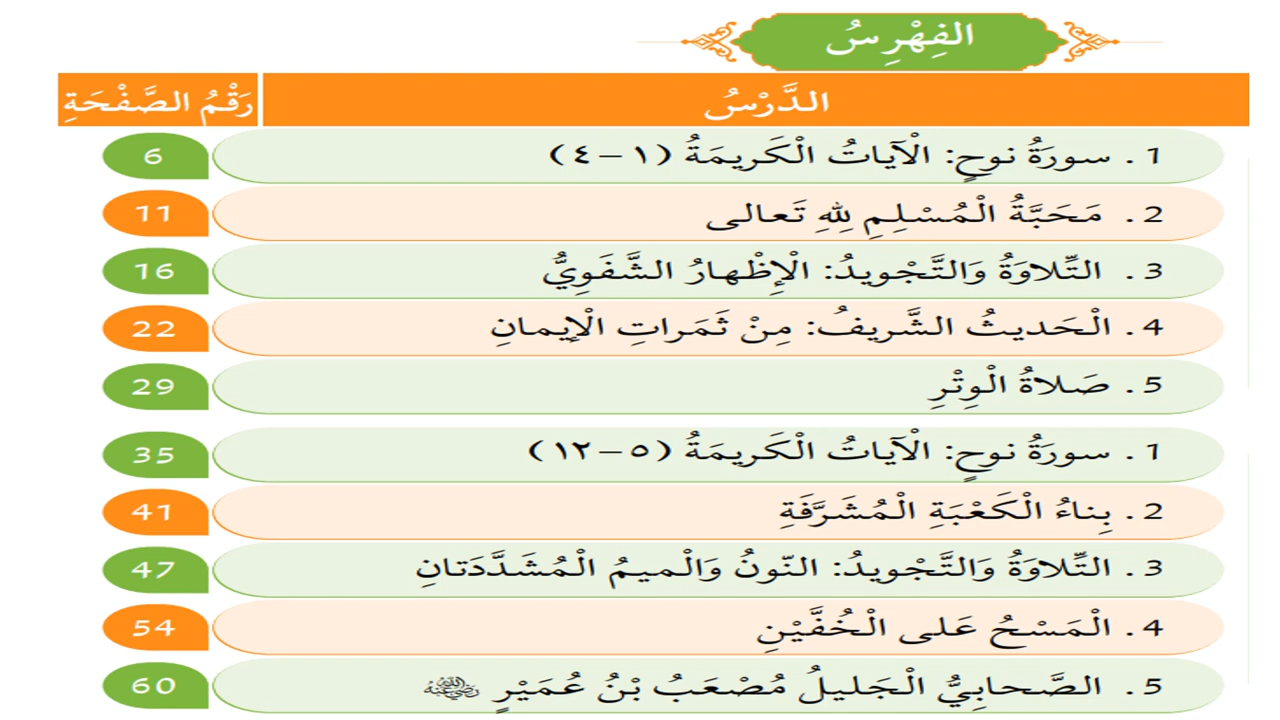 الفِهْرِسُ
الدَّرْسُ رَقْمُ الصَّفْحَةِ
1. سورَةُ نوحٍ: الْآياتُ الْكَريمَةُ (١ – ٤) 6
2. مَحَبَّةُ الْمُسْلِمِ لِلّٰهِ تَعالى 11
3. التِّلاوَةُ وَالتَّجْويدُ: الْإِظْهارُ الشَّفَوِيُّ 16
4. الْحَديثُ الشَّريفُ: مِنْ ثَمَراتِ الْإيمانِ 22
5. صَلاةُ الْوِتْرِ 29
1. سورَةُ نوحٍ: الْآياتُ الْكَريمَةُ (٥ – ١٢) 35
2. بِناءُ الْكَعْبَةِ الْمُشَرَّفَةِ 41
3. التِّلاوَةُ وَالتَّجْويدُ: النّونُ وَالْميمُ الْمُشَدَّدَتانِ 47
4. الْمَسْحُ عَلى الْخُفَّيْنِ 54
5. الصَّحابِيُّ الْجَليلُ مُصْعَبُ بْنُ عُمَيْرٍ رضي الله عنه 60